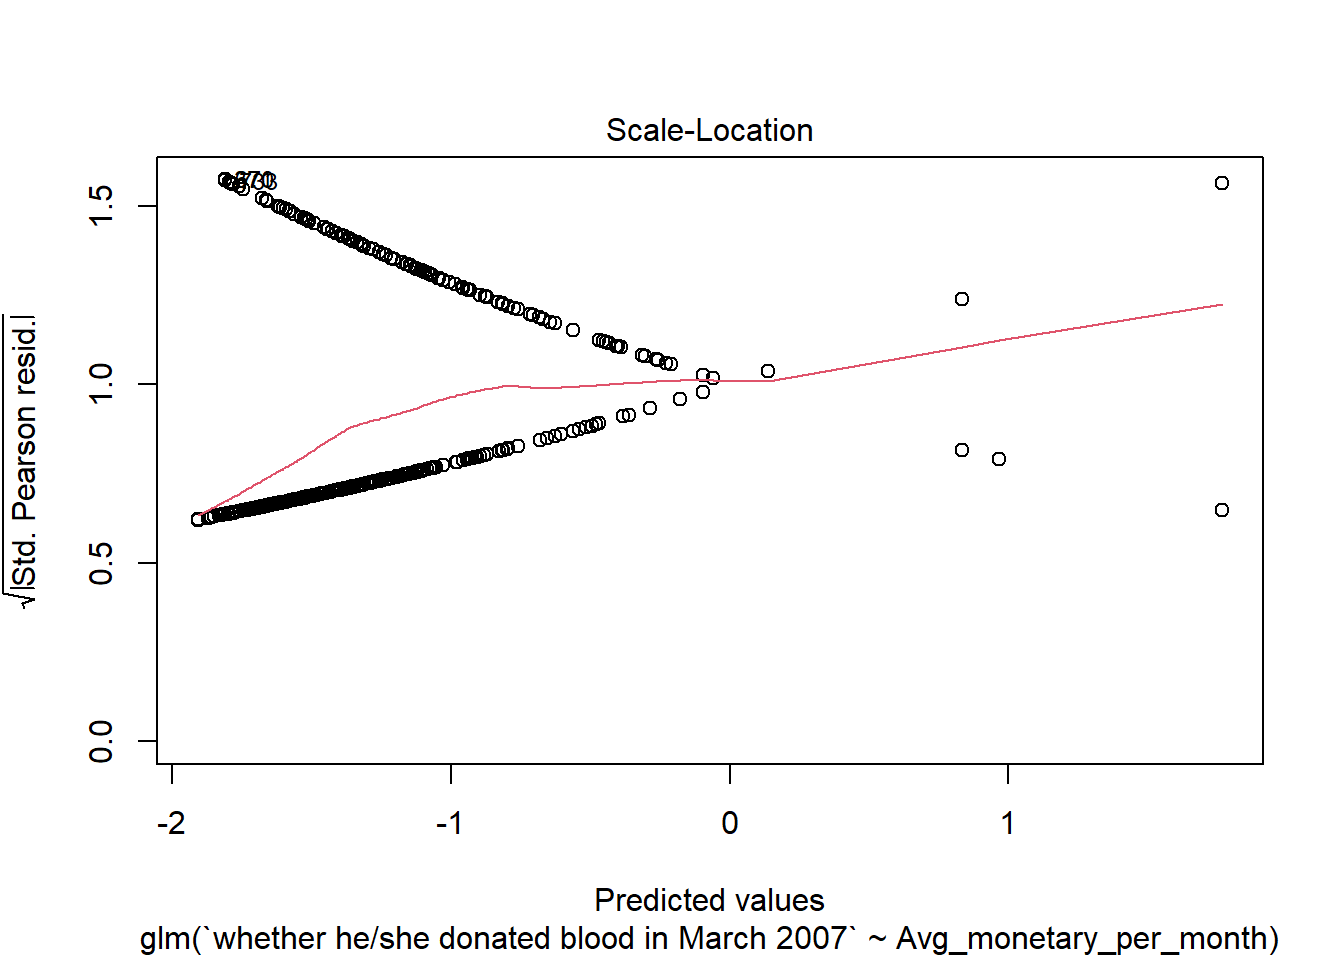 Scale-Location
√|Std. Pearson resid.|
1.5
1.0
0.5
0.0
-2 -1 0 1
Predicted values
glm(`whether he/she donated blood in March 2007` ~ Avg_monetary_per_month)